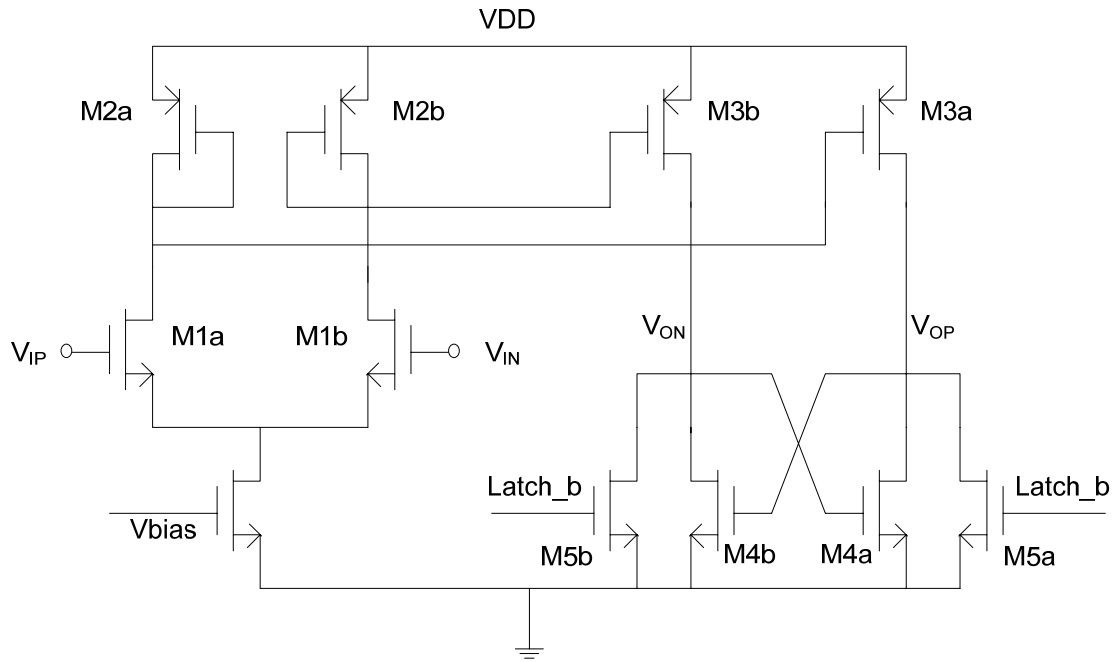 VDD
M2a
M2b
M3b
M3a
VIP
M1a
M1b
VIN
VON
VOP
Vbias
Latch_b
Latch_b
M5b
M4b
M4a
M5a